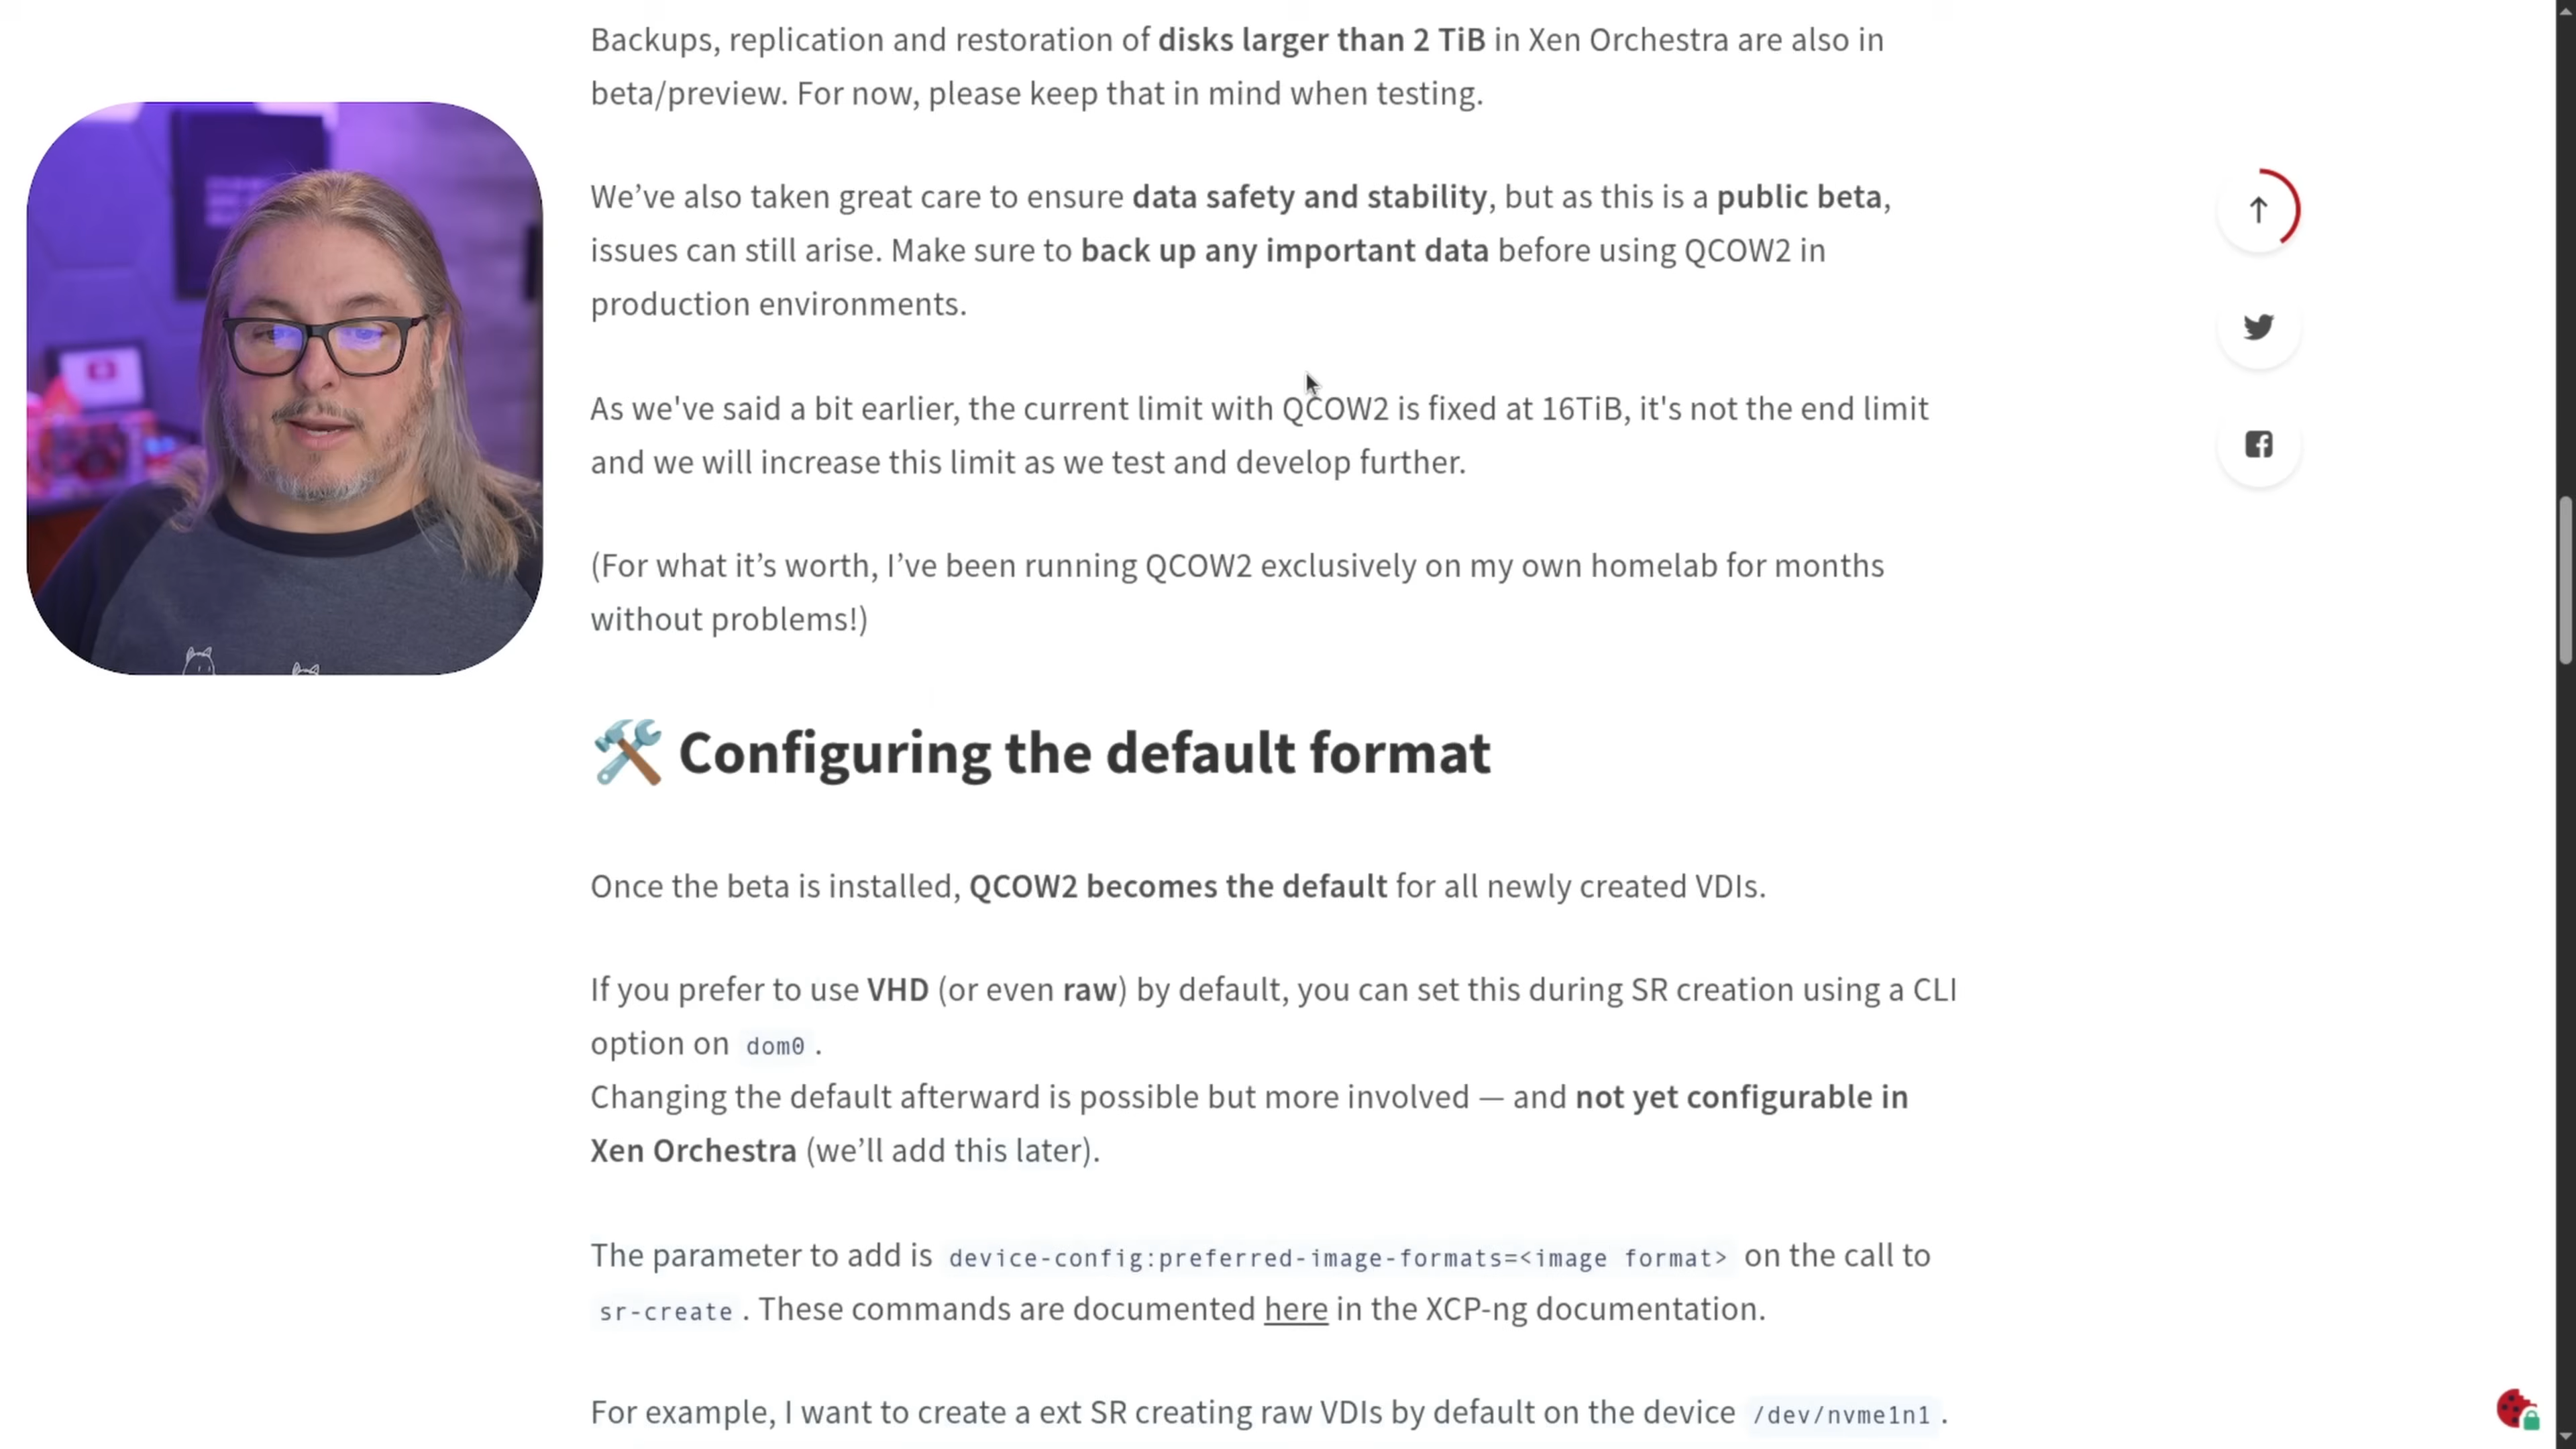 Backups, replication and restoration of disks larger than 2 TiB in Xen Orchestra are also in
beta/preview. For now, please keep that in mind when testing.
We’ve also taken great care to ensure data safety and stability, but as this is a public beta,
issues can still arise. Make sure to back up any important data before using QCOW2 in
production environments.
As we've said a bit earlier, the current limit with QCOW2 is fixed at 16TiB, it's not the end limit
and we will increase this limit as we test and develop further.
(For what it’s worth, I’ve been running QCOW2 exclusively on my own homelab for months
without problems!)
🛠️ Configuring the default format
Once the beta is installed, QCOW2 becomes the default for all newly created VDIs.
If you prefer to use VHD (or even raw) by default, you can set this during SR creation using a CLI
option on dom0 .
Changing the default afterward is possible but more involved — and not yet configurable in
Xen Orchestra (we’ll add this later).
The parameter to add is device-config:preferred-image-formats=<image format> on the call to
sr-create . These commands are documented here in the XCP-ng documentation.
For example, I want to create a ext SR creating raw VDIs by default on the device /dev/nvme1n1 .